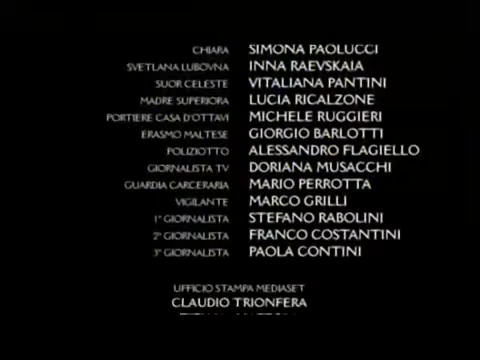 CHIARA SIMONA PAOLUCCI
SVETLANA LUBOVNA INNA RAEVSKAIA
SUOR CELESTE VITALIANA PANTINI
MADRE SUPERIORA LUCIA RICALZONE
PORTIERE CASA D'OTTAVI MICHELE RUGGIERI
ERASMO MALTESE GIORGIO BARLOTTI
POLIZIOTTO ALESSANDRO FLAGIELLO
GIORNALISTA TV DORIANA MUSACCHI
GUARDIA CARCERARIA MARIO PERROTTA
VIGILANTE MARCO GRILLI
1° GIORNALISTA STEFANO RABOLINI
2° GIORNALISTA FRANCO COSTANTINI
3° GIORNALISTA PAOLA CONTINI
UFFICIO STAMPA MEDIASET
CLAUDIO TRIONFERA